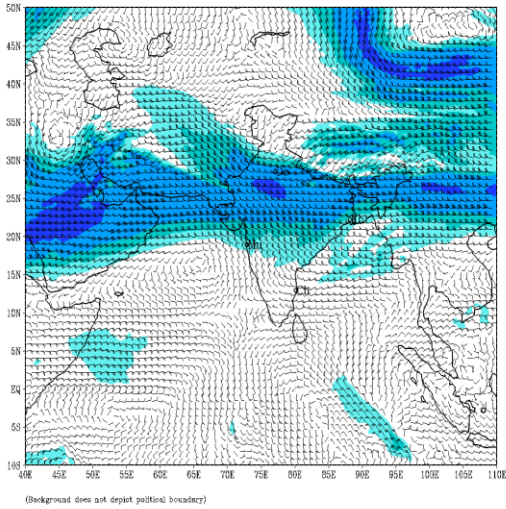 50N
45N
40N
35N
30N
25N
20N
15N
10N
5N
EQ
5S
10S
40E 45E 50E 55E 60E 65E 70E 75E 80E 85E 90E 95E 100E 105E 110E
(Background does not depict political boundary)